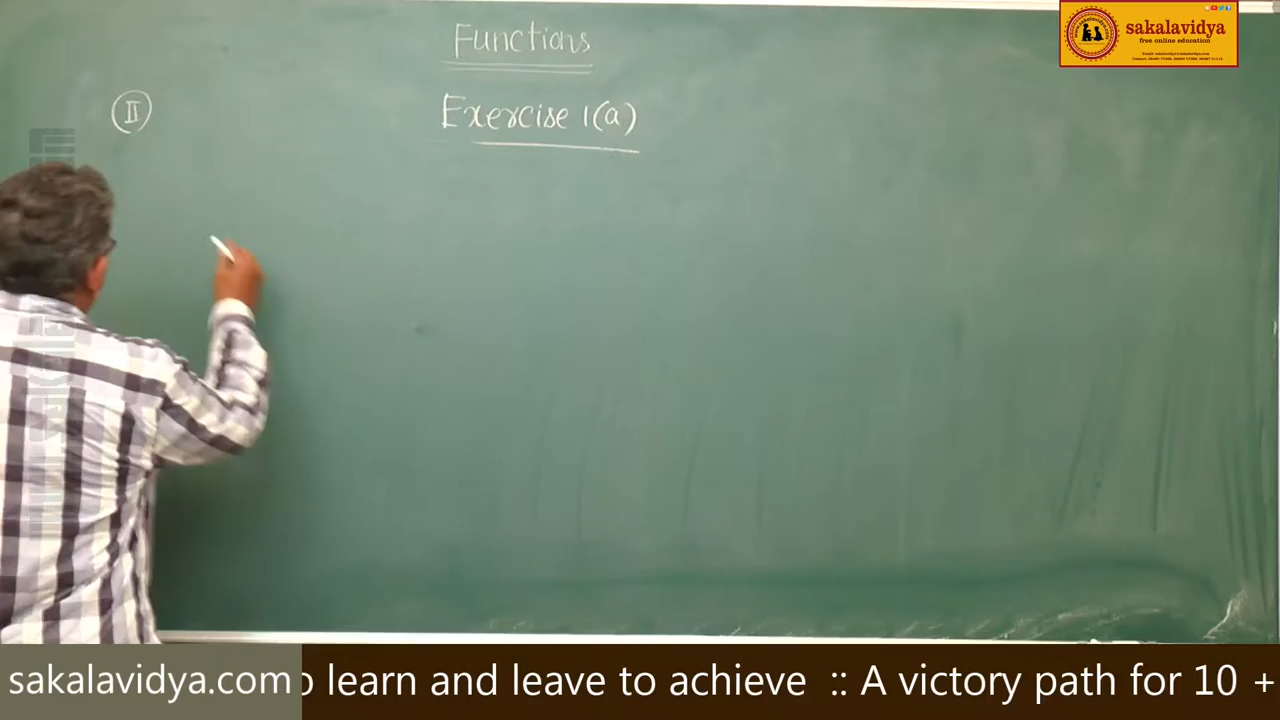 Functions
sakalavidya
free online education
II
Exercise 1(a)
sakalavidya.com
o learn and leave to achieve :: A victory path for 10 +